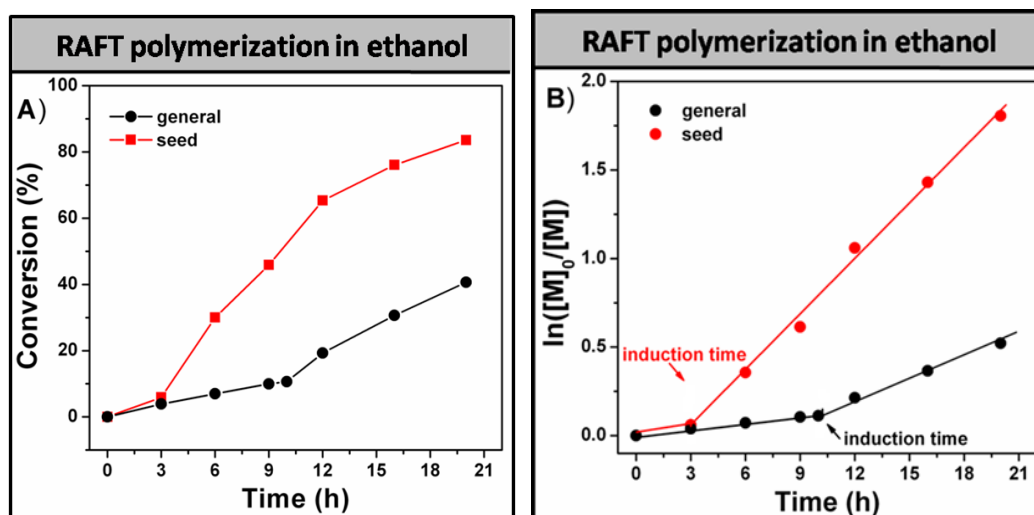 RAFT polymerization in ethanol
A)
general
seed
Conversion (%)
100
80
60
40
20
0
0 3 6 9 12 15 18 21
Time (h)
RAFT polymerization in ethanol
B)
general
seed
ln([M]0/[M])
2.0
1.5
1.0
0.5
0.0
induction time
induction time
0 3 6 9 12 15 18 21
Time (h)